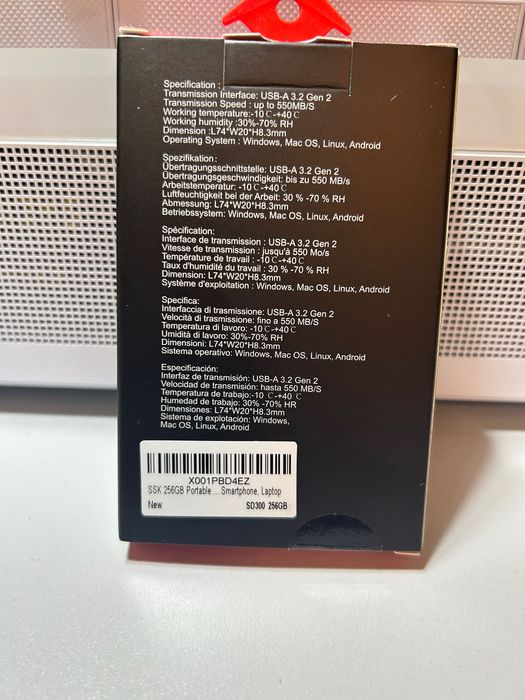 Specification :
Transmission Interface: USB-A 3.2 Gen 2
Transmission Speed : up to 550MB/S
Working temperature:-10℃-+40℃
Working humidity :30%-70% RH
Dimension :L74*W20*H8.3mm
Operating System : Windows, Mac OS, Linux, Android
Spezifikation:
Übertragungsschnittstelle: USB-A 3.2 Gen 2
Übertragungsgeschwindigkeit: bis zu 550 MB/s
Arbeitstemperatur: -10℃-+40℃
Luftfeuchtigkeit bei der Arbeit: 30 % -70 % RH
Abmessung: L74*W20*H8.3mm
Betriebssystem: Windows, Mac OS, Linux, Android
Spécification:
Interface de transmission : USB-A 3.2 Gen 2
Vitesse de transmission : jusqu'à 550 Mo/s
Température de travail : -10℃-+40℃
Taux d'humidité du travail : 30 % -70 % RH
Dimension: L74*W20*H8.3mm
Système d'exploitation : Windows, Mac OS, Linux, Android
Specifica:
Interfaccia di trasmissione: USB-A 3.2 Gen 2
Velocità di trasmissione: fino a 550 MB/s
Temperatura di lavoro: -10℃-+40℃
Umidità di lavoro: 30%-70% RH
Dimensioni: L74*W20*H8.3mm
Sistema operativo: Windows, Mac OS, Linux, Android
Especificación:
Interfaz de transmisión: USB-A 3.2 Gen 2
Velocidad de transmisión: hasta 550 MB/s
Temperatura de trabajo:-10 ℃-+40 ℃
Humedad de trabajo: 30% -70% HR
Dimensiones: L74*W20*H8.3mm
Sistema de explotación: Windows,
Mac OS, Linux, Android
X001PBD4EZ
SSK 256GB Portable ... Smartphone, Laptop
New SD300 256GB